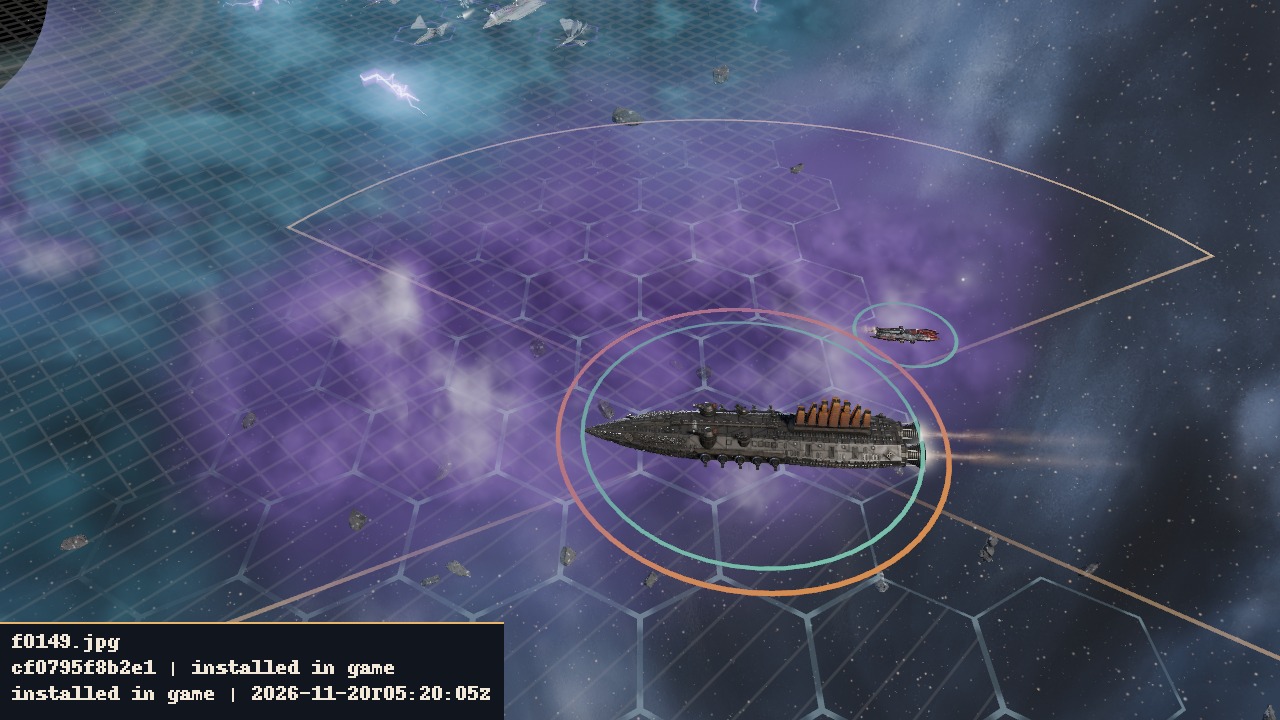 f0149.jpg
cf0795f8b2e1 | installed in game
installed in game | 2026-11-20T05:20:05Z